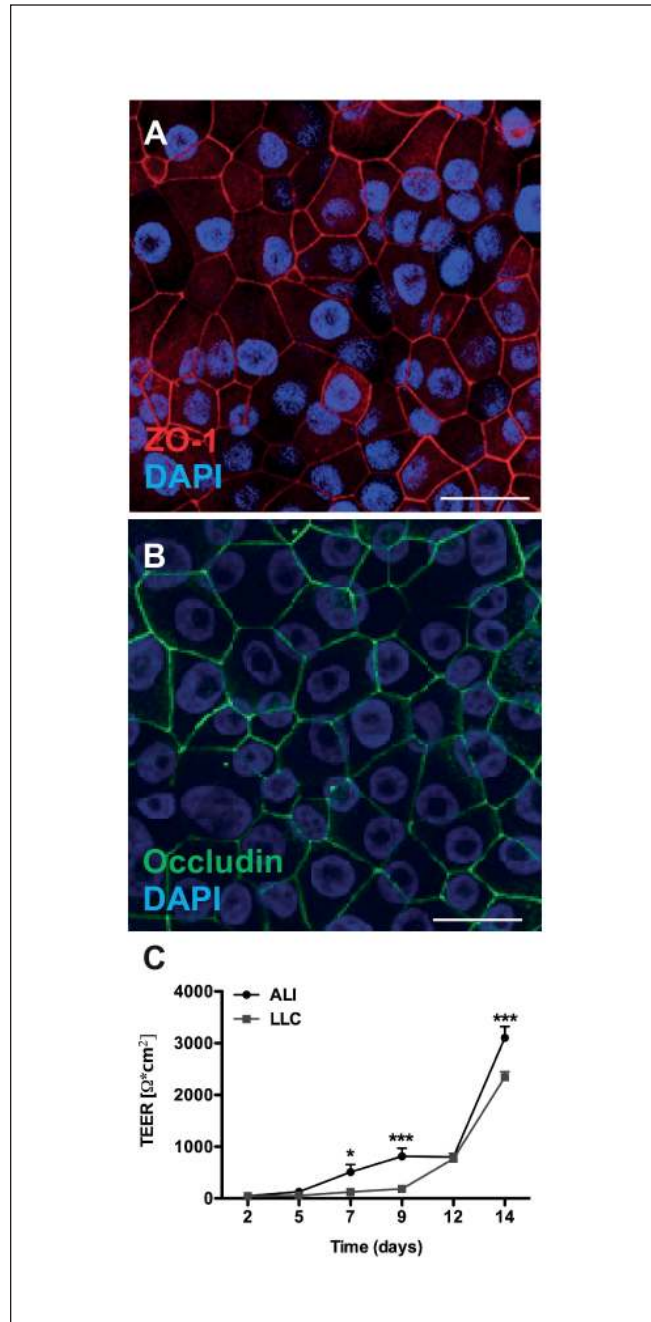 A
ZO-1
DAPI
B
Occludin
DAPI
C
ALI
LLC
4000
3000
2000
1000
0
TEER [Ω*cm²]
*
***
***
2 5 7 9 12 14
Time (days)